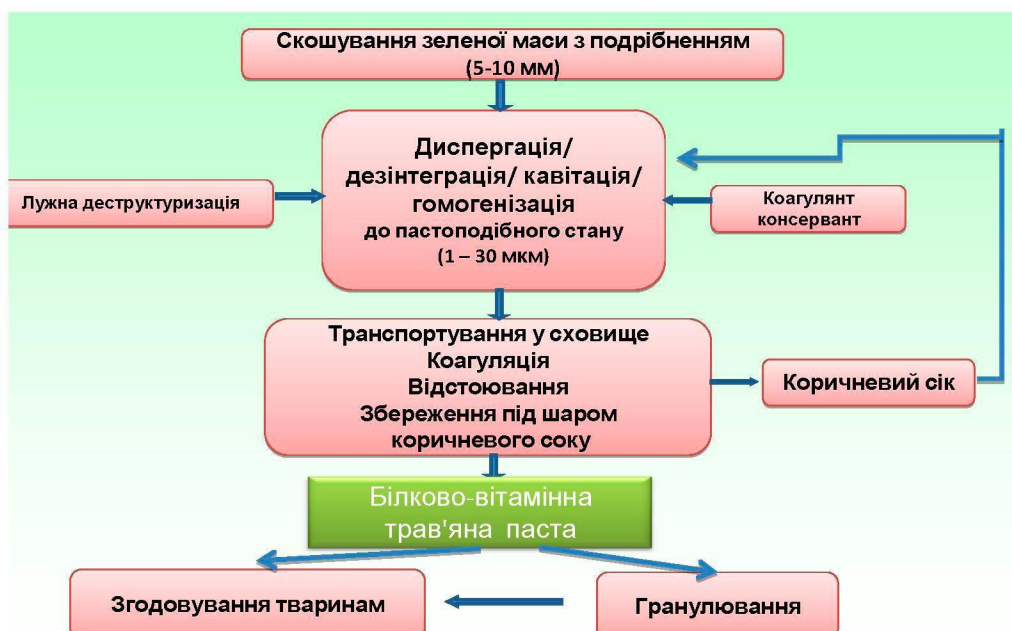 Скошування зеленої маси з подрібненням
(5-10 мм)
Диспергація/
дезінтеграція/ кавітація/
гомогенізація
до пастоподібного стану
(1 – 30 мкм)
Лужна деструктуризація
Коагулянт
консервант
Транспортування у сховище
Коагуляція
Відстоювання
Збереження під шаром
коричневого соку
Коричневий сік
Білково-вітамінна
трав'яна паста
Згодовування тваринам
Гранулювання